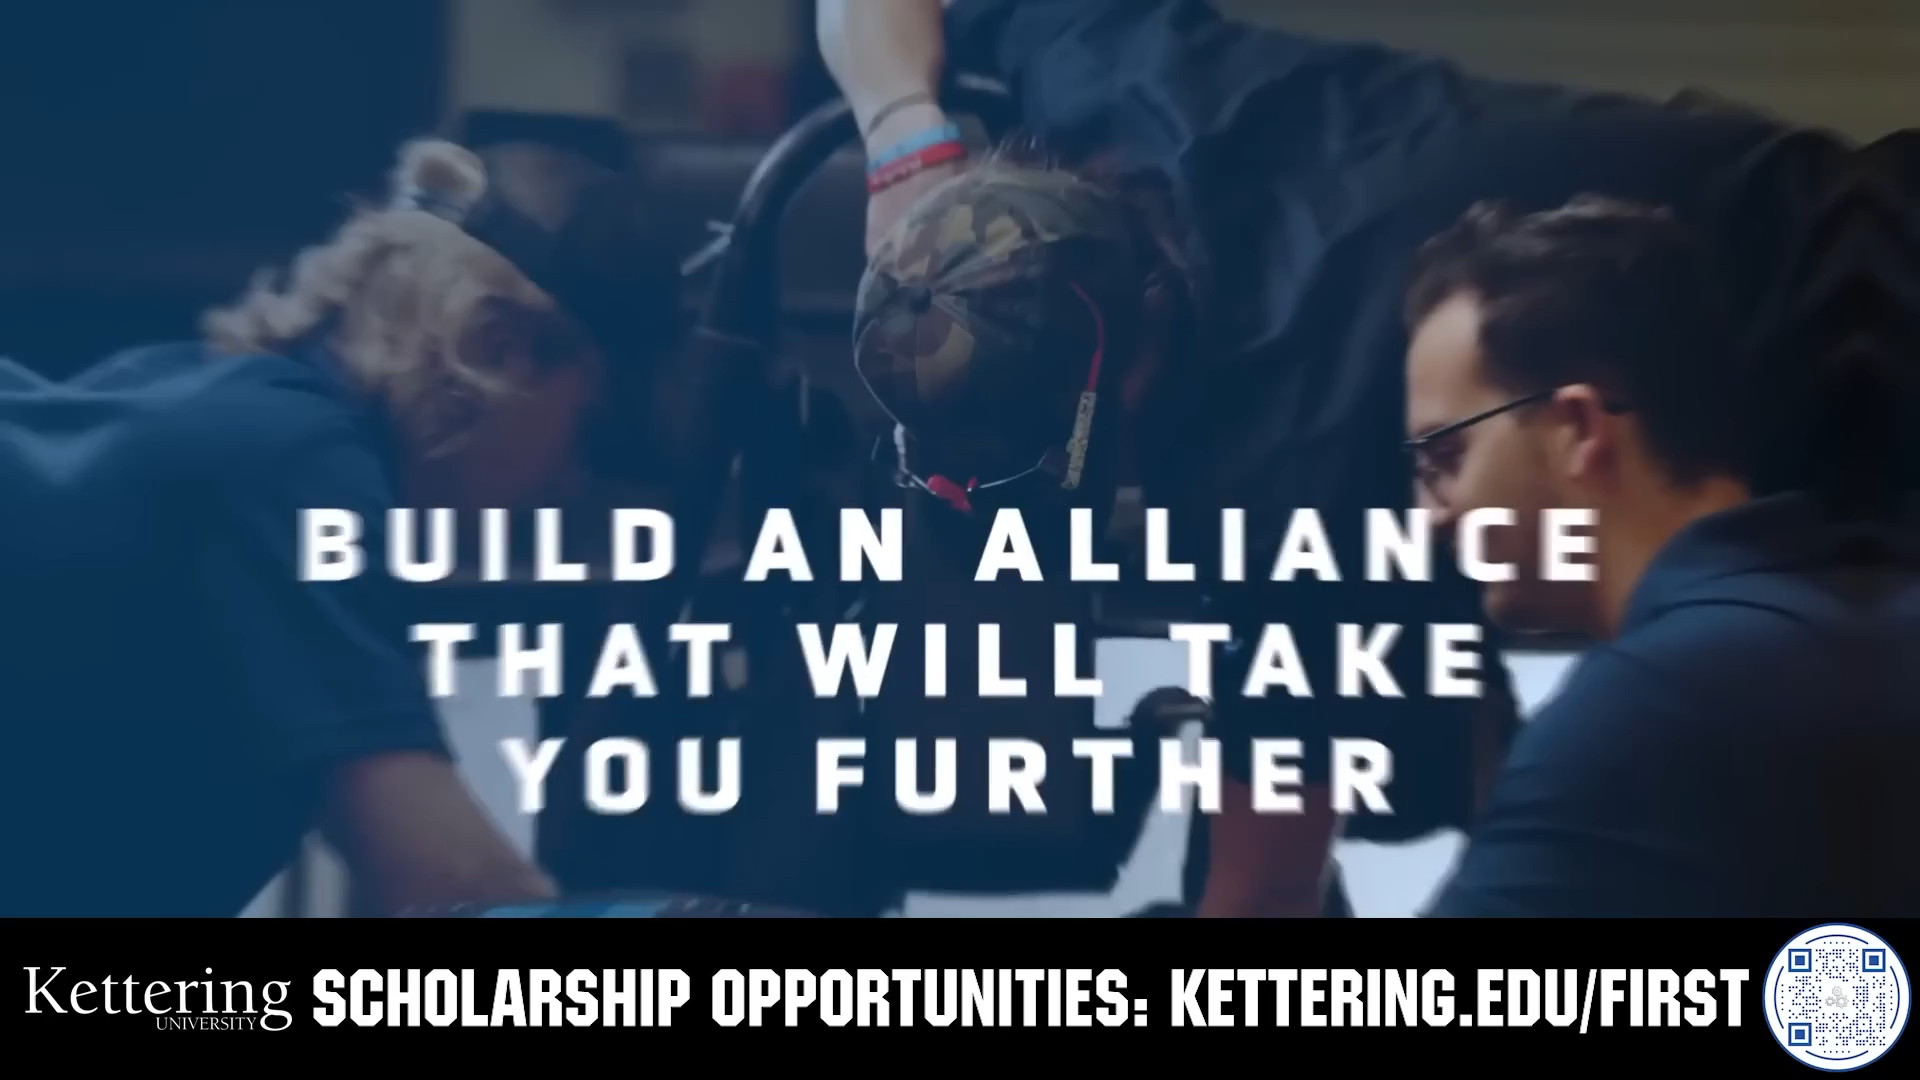 BUILD AN ALLIANCE
THAT WILL TAKE
YOU FURTHER
Kettering
UNIVERSITY
SCHOLARSHIP OPPORTUNITIES: KETTERING.EDU/FIRST